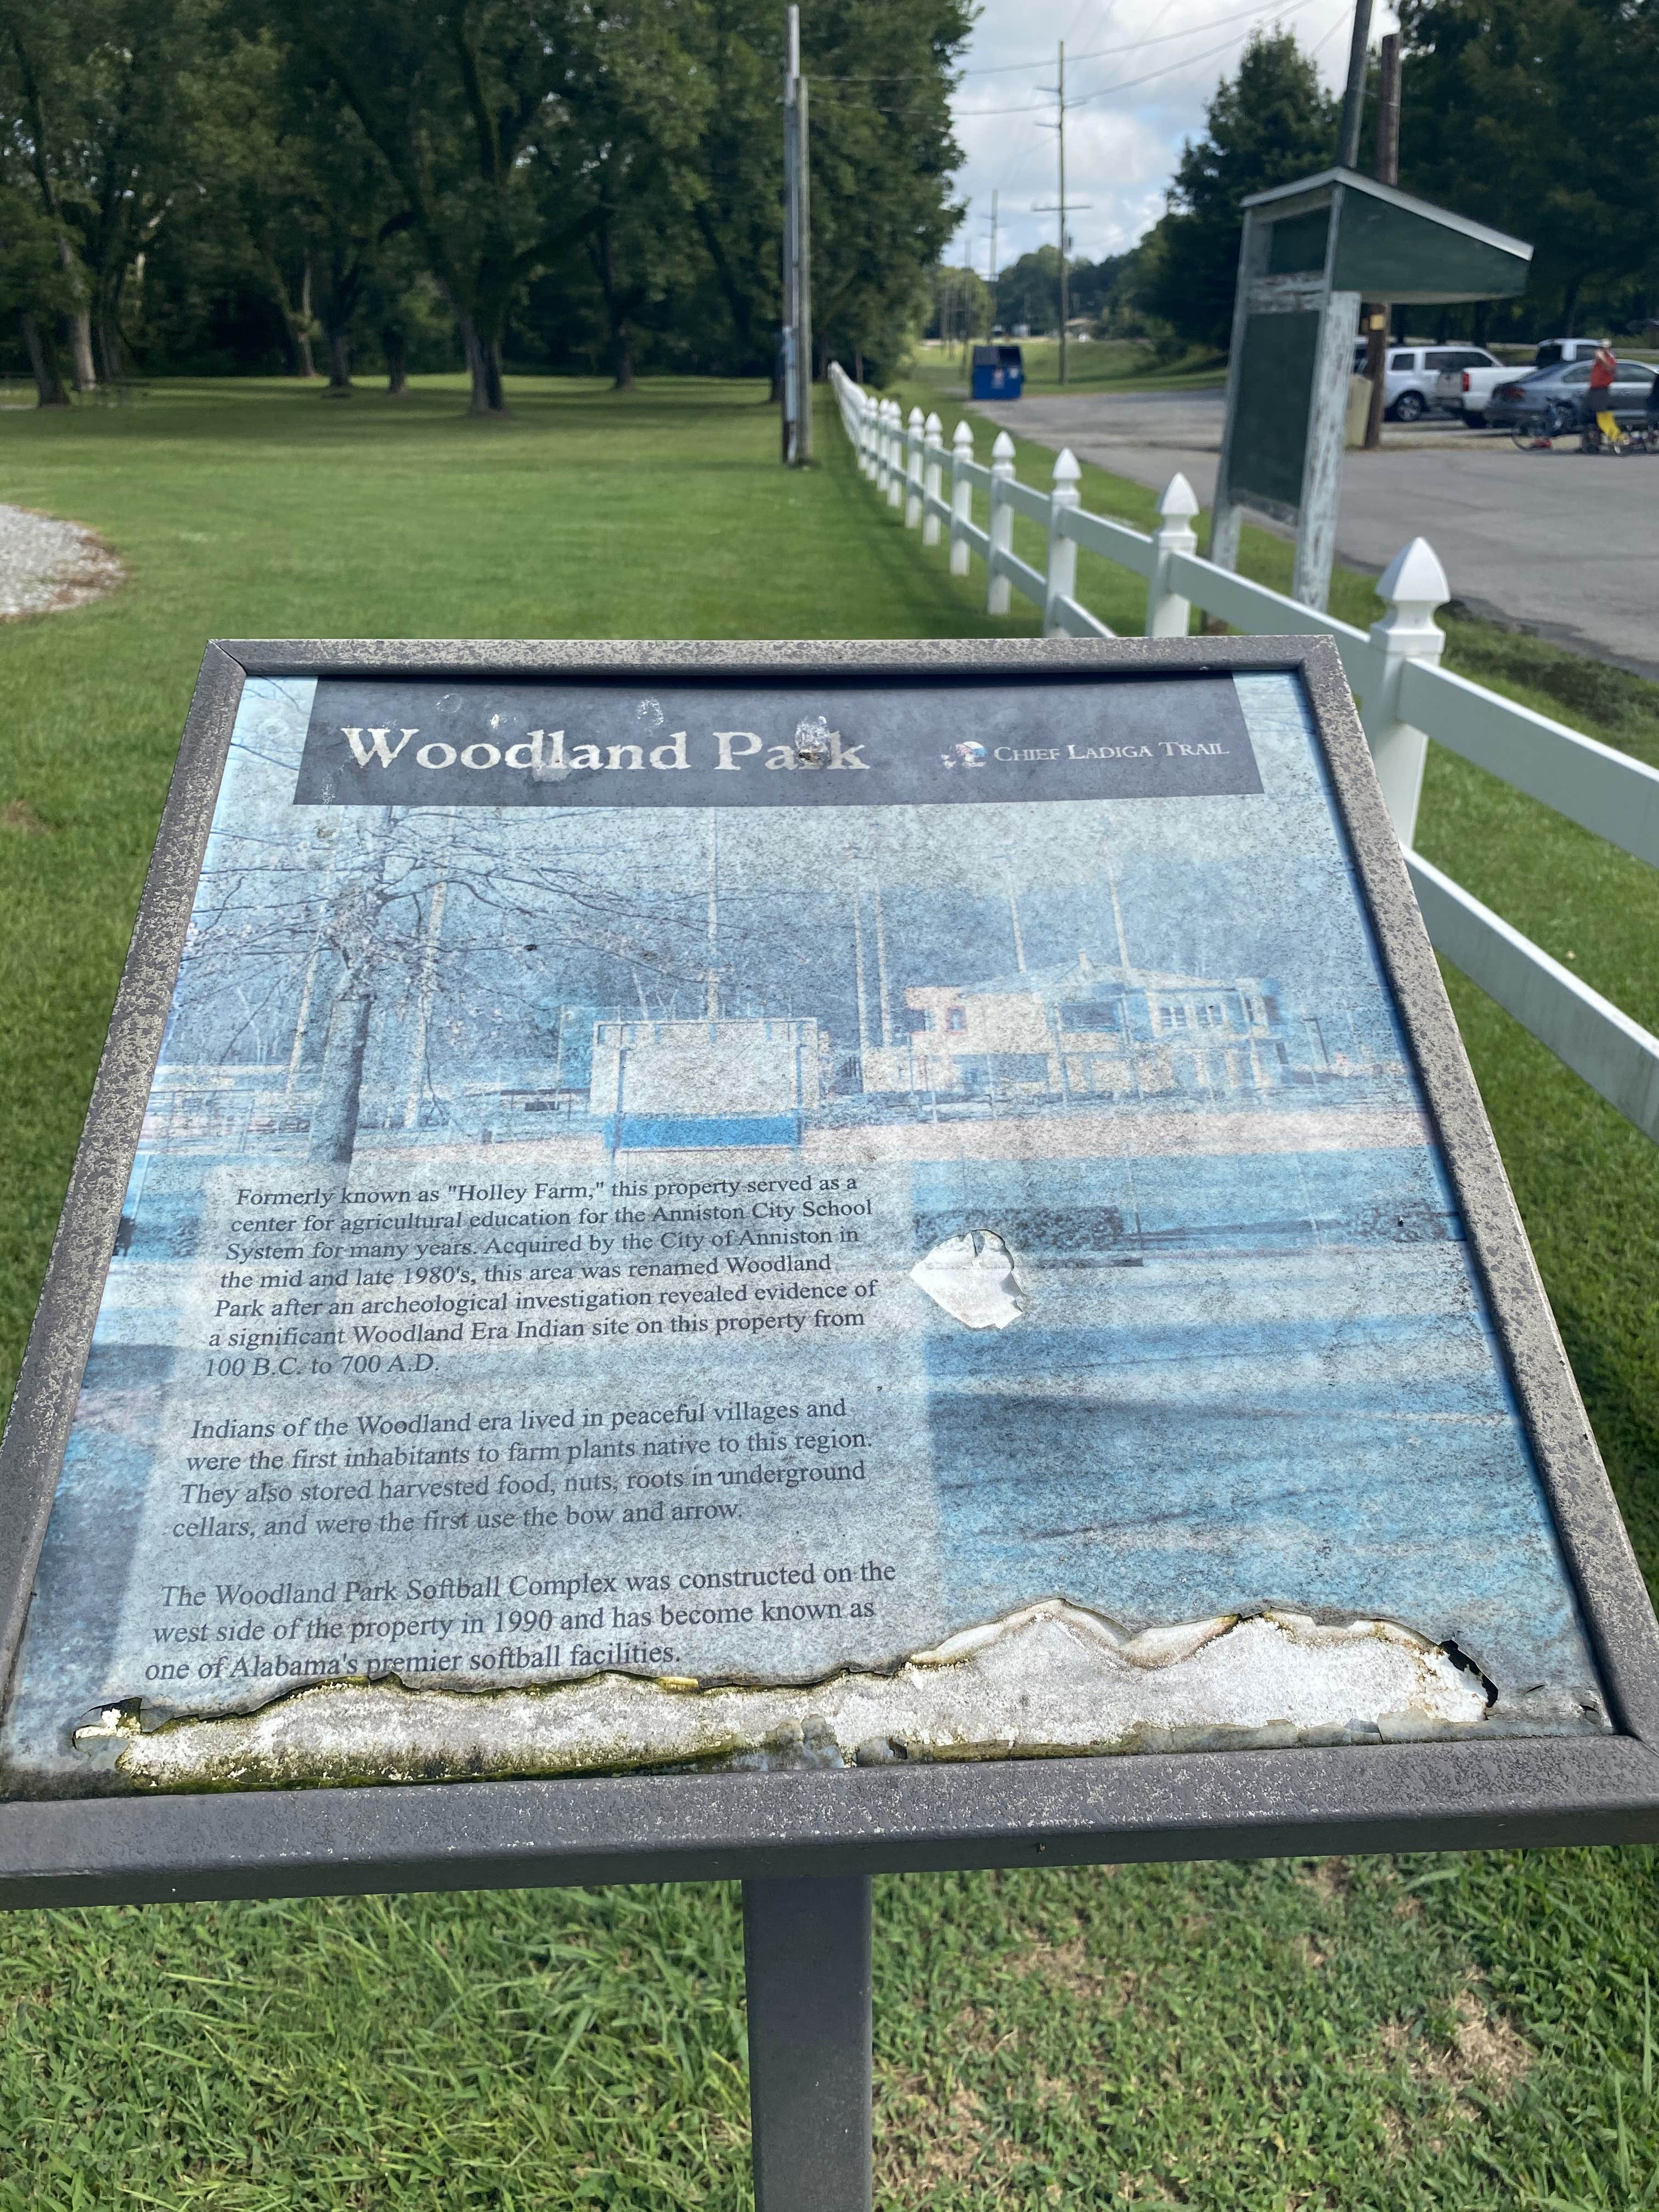 Woodland Park
CHIEF LADIGA TRAIL
Formerly known as "Holley Farm," this property served as a
center for agricultural education for the Anniston City School
System for many years. Acquired by the City of Anniston in
the mid and late 1980's, this area was renamed Woodland
Park after an archeological investigation revealed evidence of
a significant Woodland Era Indian site on this property from
100 B.C. to 700 A.D.
Indians of the Woodland era lived in peaceful villages and
were the first inhabitants to farm plants native to this region.
They also stored harvested food, nuts, roots in underground
cellars, and were the first use the bow and arrow.
The Woodland Park Softball Complex was constructed on the
west side of the property in 1990 and has become known as
one of Alabama's premier softball facilities.